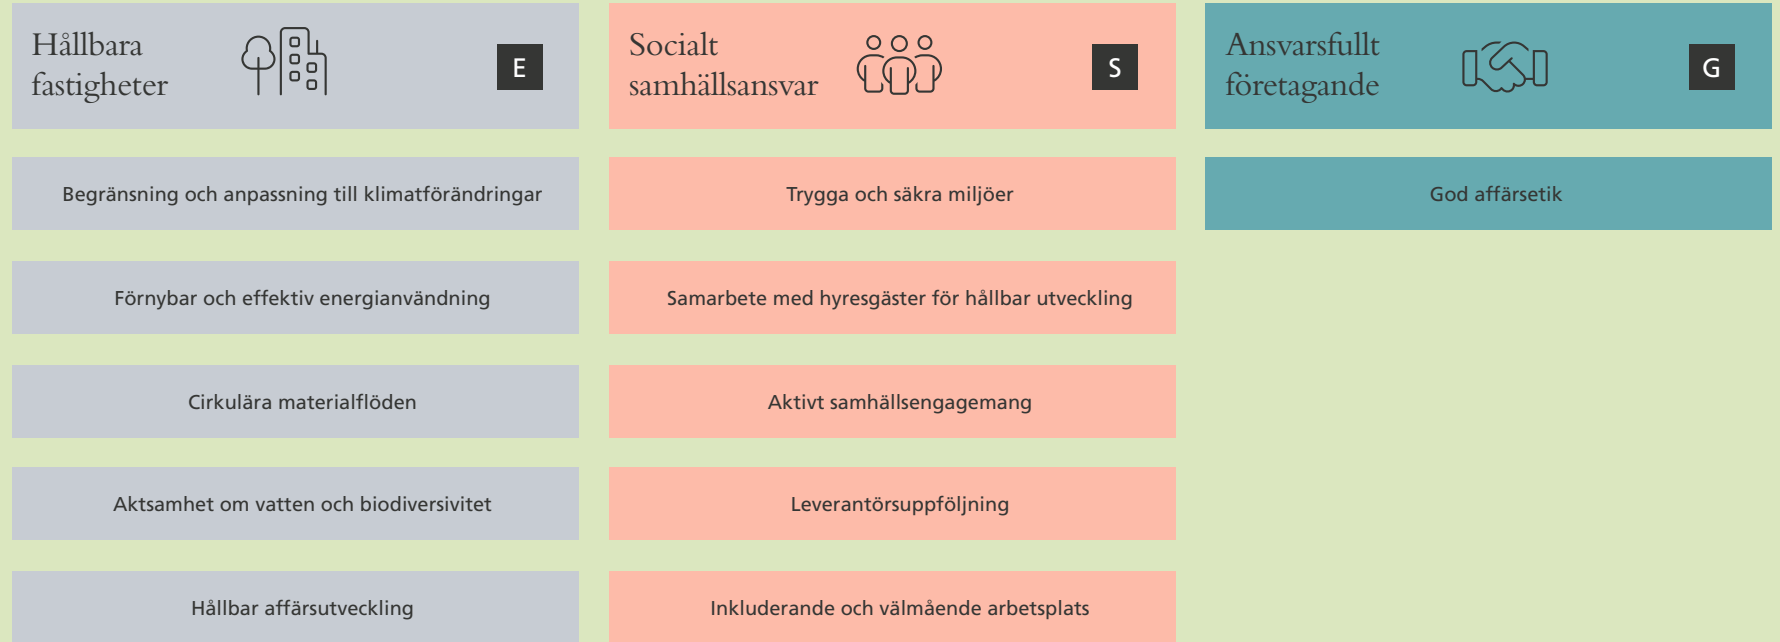 Hållbara
fastigheter
E
Begränsning och anpassning till klimatförändringar
Förnybar och effektiv energianvändning
Cirkulära materialflöden
Aktsamhet om vatten och biodiversivitet
Hållbar affärsutveckling
Socialt
samhällsansvar
S
Trygga och säkra miljöer
Samarbete med hyresgäster för hållbar utveckling
Aktivt samhällsengagemang
Leverantörsuppföljning
Inkluderande och välmående arbetsplats
Ansvarsfullt
företagande
G
God affärsetik